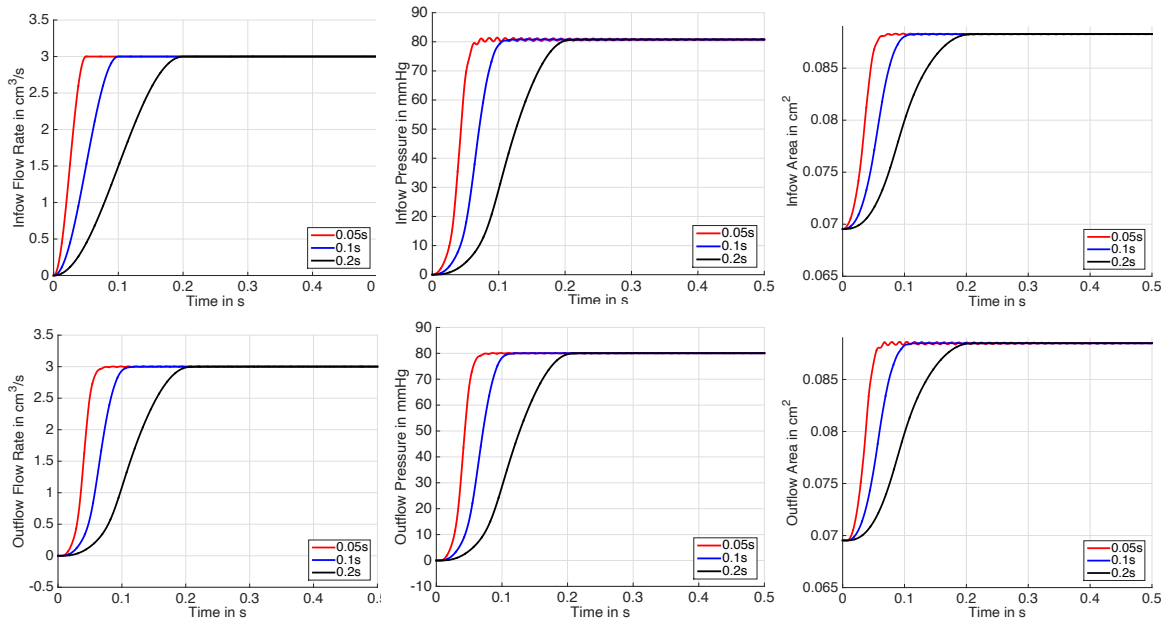 Infow Flow Rate in cm³/s
3.5
3
2.5
2
1.5
1
0.5
0
0.05s
0.1s
0.2s
0 0.1 0.2 0.3 0.4 0
Time in s
Infow Pressure in mmHg
90
80
70
60
50
40
30
20
10
0
0.05s
0.1s
0.2s
0 0.1 0.2 0.3 0.4 0.5
Time in s
Infow Area in cm²
0.085
0.08
0.075
0.07
0.065
0.05s
0.1s
0.2s
0 0.1 0.2 0.3 0.4 0.5
Time in s
Outflow Flow Rate in cm³/s
3.5
3
2.5
2
1.5
1
0.5
0
-0.5
0.05s
0.1s
0.2s
0 0.1 0.2 0.3 0.4 0.5
Time in s
Outflow Pressure in mmHg
90
80
70
60
50
40
30
20
10
0
-10
0.05s
0.1s
0.2s
0 0.1 0.2 0.3 0.4 0.5
Time in s
Outflow Area in cm²
0.085
0.08
0.075
0.07
0.065
0.05s
0.1s
0.2s
0 0.1 0.2 0.3 0.4 0.5
Time in s